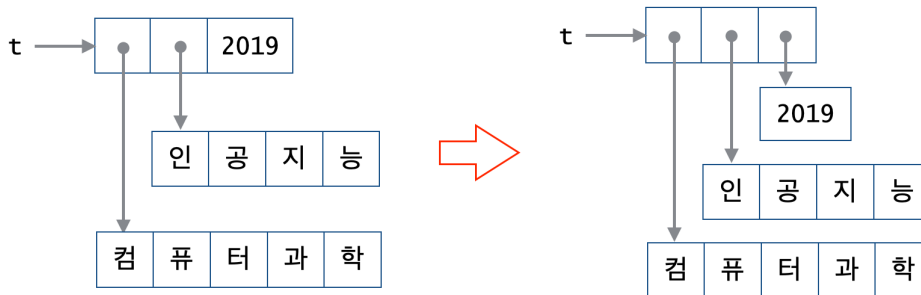 t 2019
인 공 지 능
컴 퓨 터 과 학
t
2019
인 공 지 능
컴 퓨 터 과 학